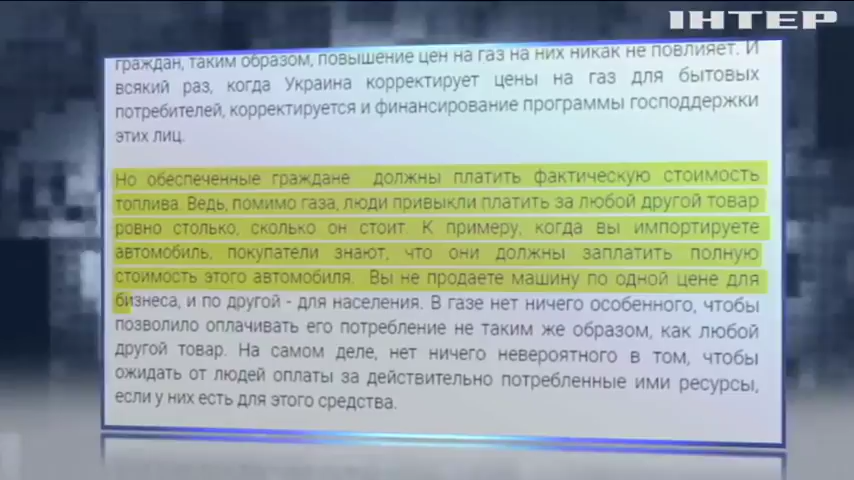 ІНТЕР
граждан, таким образом, повышение цен на газ на них никак не повлияет. И
всякий раз, когда Украина корректирует цены на газ для бытовых
потребителей, корректируется и финансирование программы господдержки
этих лиц.
Но обеспеченные граждане должны платить фактическую стоимость
топлива. Ведь, помимо газа, люди привыкли платить за любой другой товар
ровно столько, сколько он стоит. К примеру, когда вы импортируете
автомобиль, покупатели знают, что они должны заплатить полную
стоимость этого автомобиля. Вы не продаете машину по одной цене для
бизнеса, и по другой - для населения. В газе нет ничего особенного, чтобы
позволило оплачивать его потребление не таким же образом, как любой
другой товар. На самом деле, нет ничего невероятного в том, чтобы
ожидать от людей оплаты за действительно потребленные ими ресурсы,
если у них есть для этого средства.